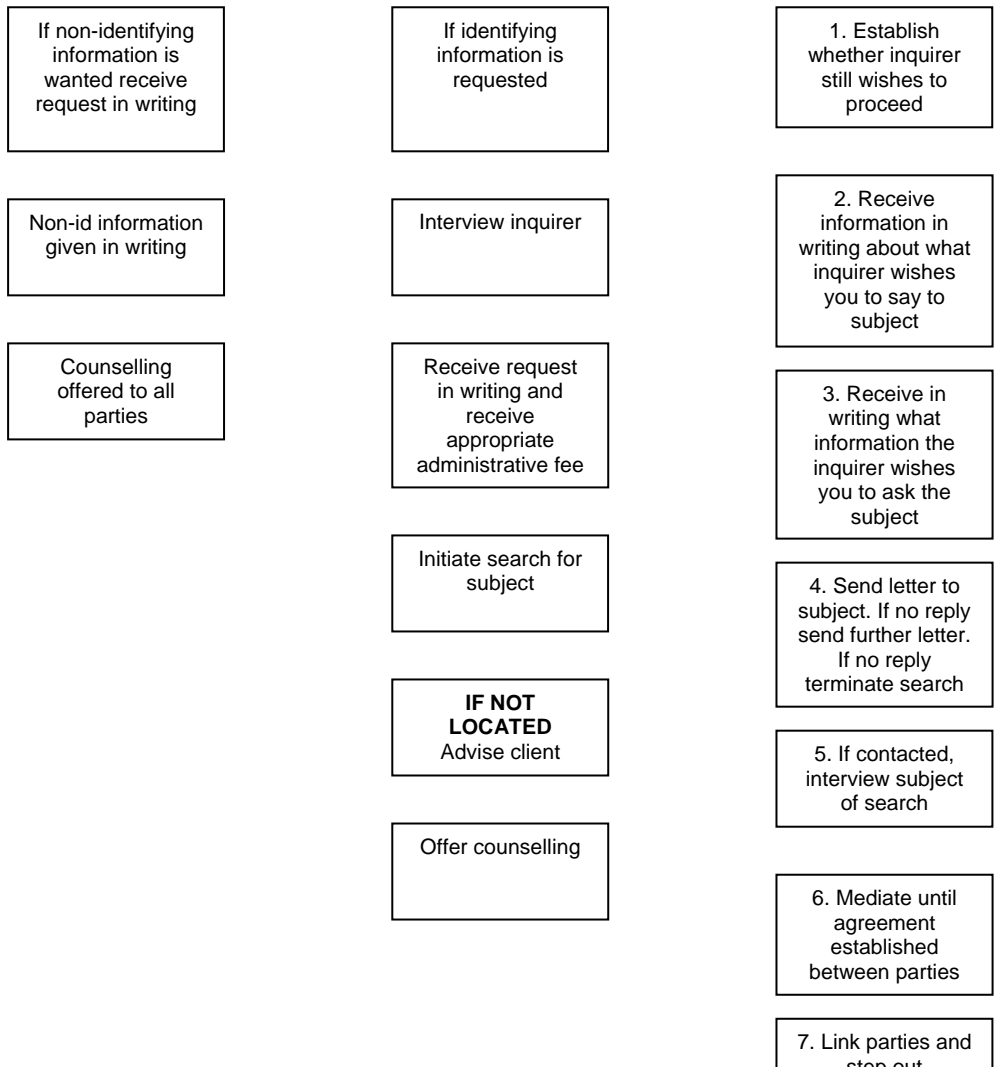 If non-identifying
information is
wanted receive
request in writing
Non-id information
given in writing
Counselling
offered to all
parties
If identifying
information is
requested
Interview inquirer
Receive request
in writing and
receive
appropriate
administrative fee
Initiate search for
subject
IF NOT
LOCATED
Advise client
Offer counselling
1. Establish
whether inquirer
still wishes to
proceed
2. Receive
information in
writing about what
inquirer wishes
you to say to
subject
3. Receive in
writing what
information the
inquirer wishes
you to ask the
subject
4. Send letter to
subject. If no reply
send further letter.
If no reply
terminate search
5. If contacted,
interview subject
of search
6. Mediate until
agreement
established
between parties
7. Link parties and
step out